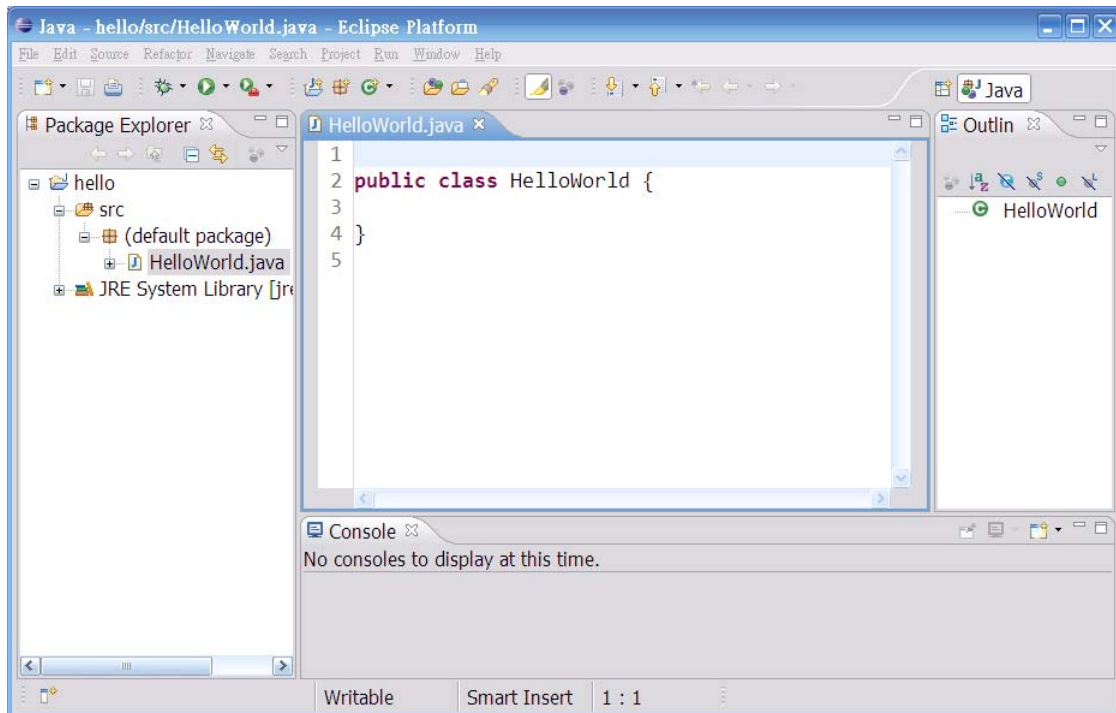 Java - hello/src/HelloWorld.java - Eclipse Platform
File Edit Source Refactor Navigate Search Project Run Window Help
Java
Package Explorer
hello
src
(default package)
HelloWorld.java
JRE System Library [jre
HelloWorld.java
1
2 public class HelloWorld {
3
4 }
5
Outlin
HelloWorld
Console
No consoles to display at this time.
Writable Smart Insert 1 : 1